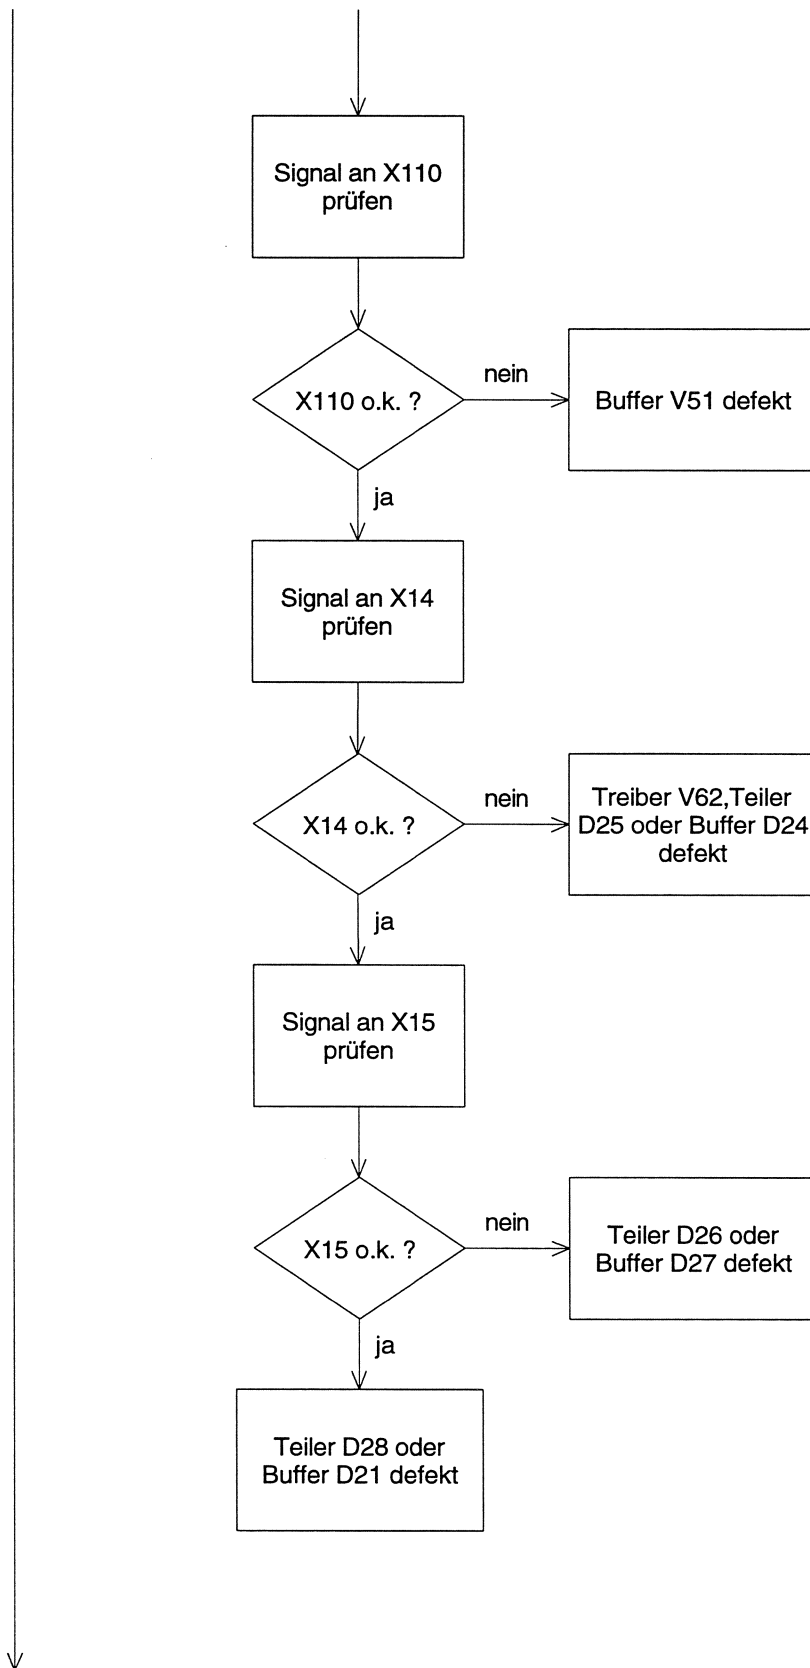 Signal an X110
prüfen
nein
X110 o.k. ?
Buffer V51 defekt
ja
Signal an X14
prüfen
nein
X14 o.k. ?
Treiber V62,Teiler
D25 oder Buffer D24
defekt
ja
Signal an X15
prüfen
nein
X15 o.k. ?
Teiler D26 oder
Buffer D27 defekt
ja
Teiler D28 oder
Buffer D21 defekt